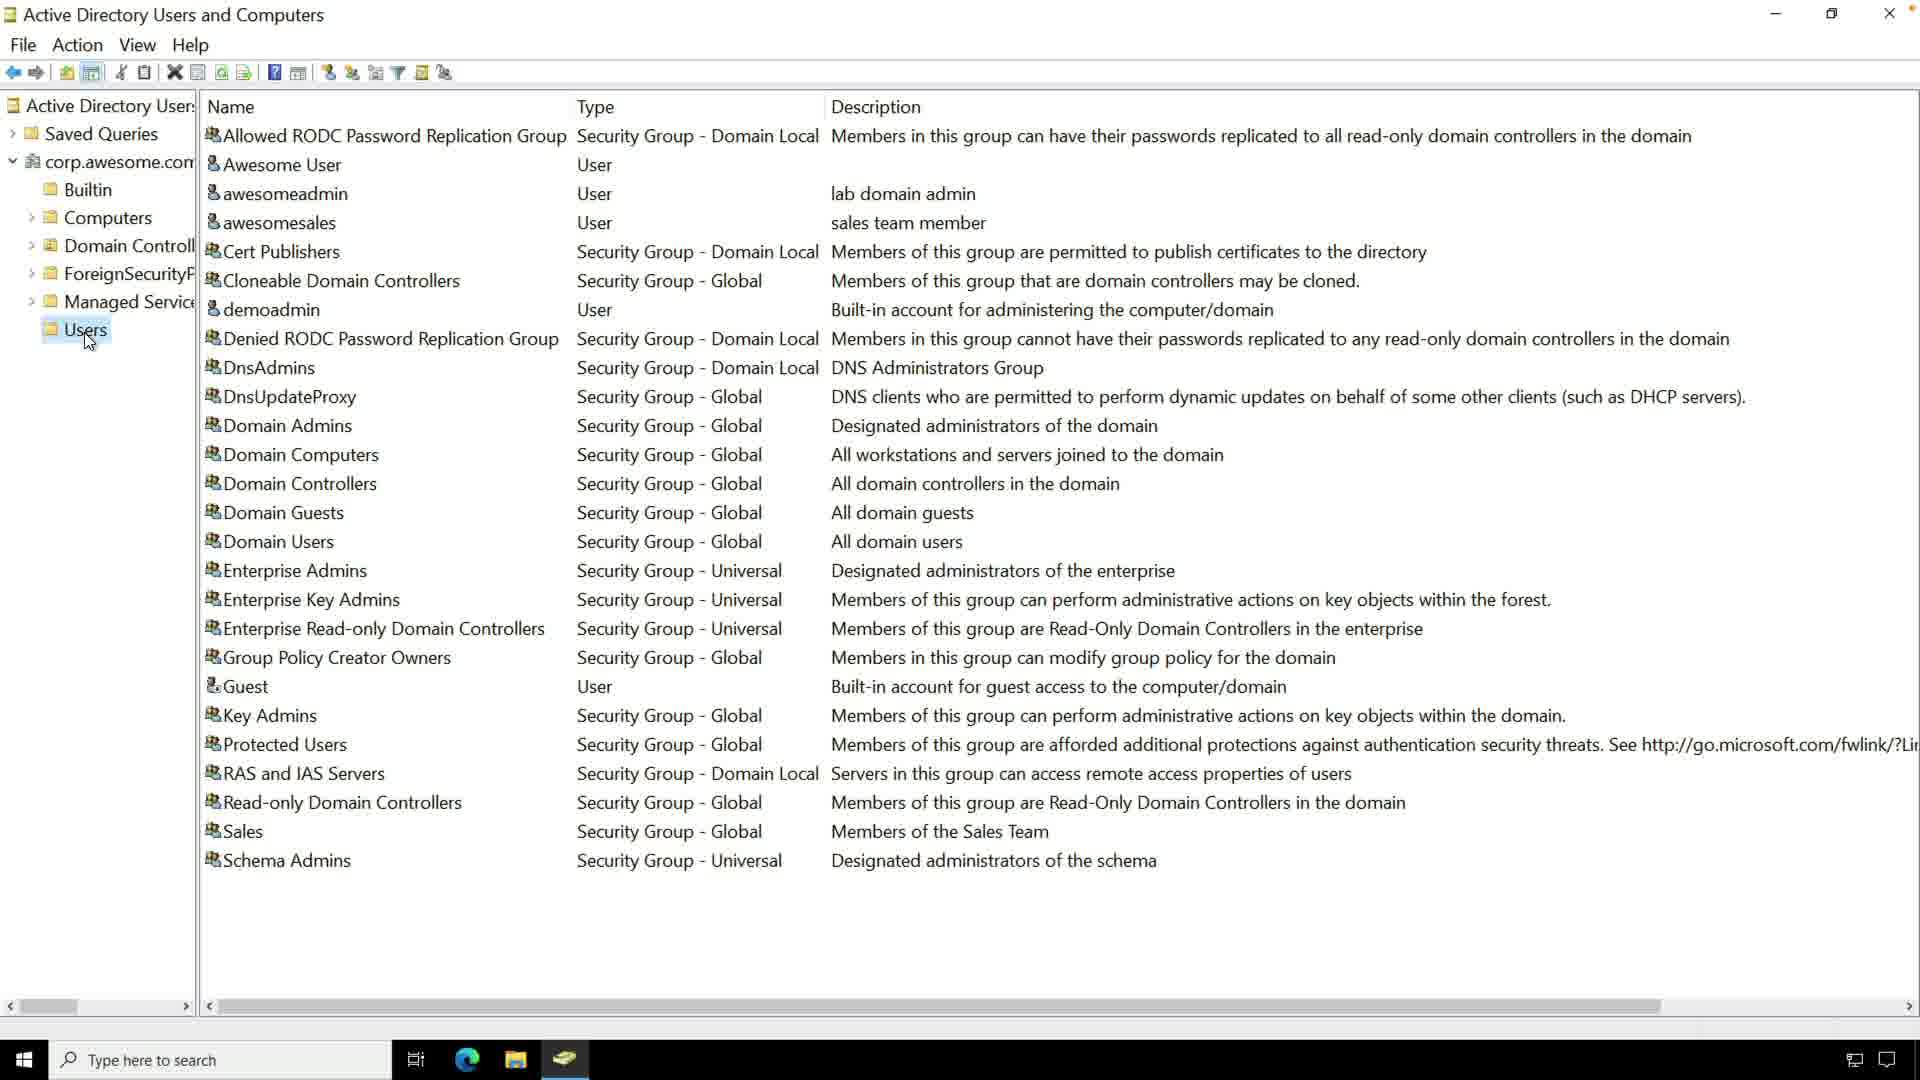 Active Directory Users and Computers
File Action View Help
Active Directory Users
Saved Queries
corp.awesome.com
Builtin
Computers
Domain Controll
ForeignSecurityP
Managed Service
Users
Name Type Description
Allowed RODC Password Replication Group Security Group - Domain Local Members in this group can have their passwords replicated to all read-only domain controllers in the domain
Awesome User User
awesomeadmin User lab domain admin
awesomesales User sales team member
Cert Publishers Security Group - Domain Local Members of this group are permitted to publish certificates to the directory
Cloneable Domain Controllers Security Group - Global Members of this group that are domain controllers may be cloned.
demoadmin User Built-in account for administering the computer/domain
Denied RODC Password Replication Group Security Group - Domain Local Members in this group cannot have their passwords replicated to any read-only domain controllers in the domain
DnsAdmins Security Group - Domain Local DNS Administrators Group
DnsUpdateProxy Security Group - Global DNS clients who are permitted to perform dynamic updates on behalf of some other clients (such as DHCP servers).
Domain Admins Security Group - Global Designated administrators of the domain
Domain Computers Security Group - Global All workstations and servers joined to the domain
Domain Controllers Security Group - Global All domain controllers in the domain
Domain Guests Security Group - Global All domain guests
Domain Users Security Group - Global All domain users
Enterprise Admins Security Group - Universal Designated administrators of the enterprise
Enterprise Key Admins Security Group - Universal Members of this group can perform administrative actions on key objects within the forest.
Enterprise Read-only Domain Controllers Security Group - Universal Members of this group are Read-Only Domain Controllers in the enterprise
Group Policy Creator Owners Security Group - Global Members in this group can modify group policy for the domain
Guest User Built-in account for guest access to the computer/domain
Key Admins Security Group - Global Members of this group can perform administrative actions on key objects within the domain.
Protected Users Security Group - Global Members of this group are afforded additional protections against authentication security threats. See http://go.microsoft.com/fwlink/?Lin
RAS and IAS Servers Security Group - Domain Local Servers in this group can access remote access properties of users
Read-only Domain Controllers Security Group - Global Members of this group are Read-Only Domain Controllers in the domain
Sales Security Group - Global Members of the Sales Team
Schema Admins Security Group - Universal Designated administrators of the schema
Type here to search